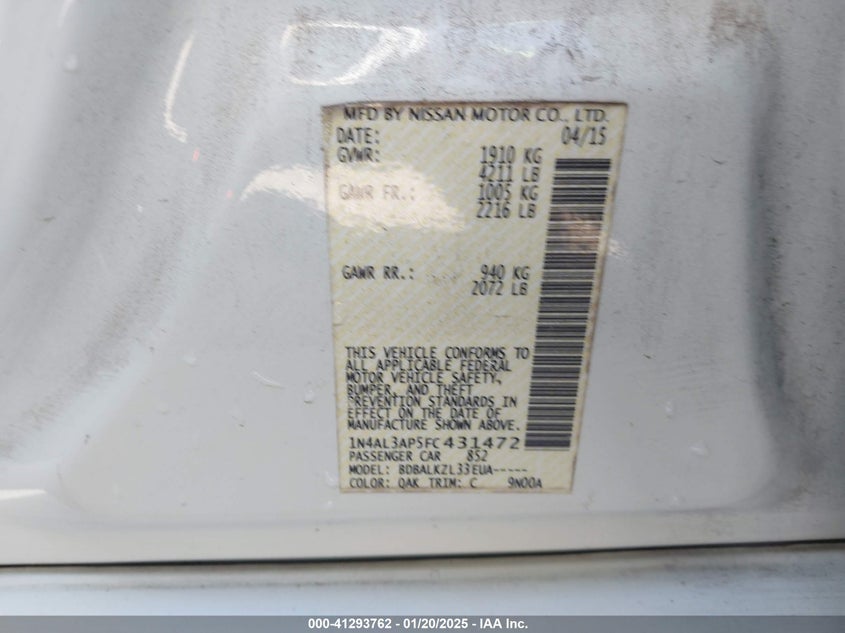 MFD BY NISSAN MOTOR CO., LTD.
DATE: 04/15
GVWR: 1910 KG
4211 LB
GAWR FR.: 1005 KG
2216 LB
GAWR RR.: 940 KG
2072 LB
THIS VEHICLE CONFORMS TO
ALL APPLICABLE FEDERAL
MOTOR VEHICLE SAFETY,
BUMPER, AND THEFT
PREVENTION STANDARDS IN
EFFECT ON THE DATE OF
MANUFACTURE SHOWN ABOVE.
1N4AL3AP5FC431472
PASSENGER CAR 852
MODEL: BDBALKZL33EUA-----
COLOR: QAK TRIM: C 9N00A
000-41293762 — 01/20/2025 — IAA Inc.